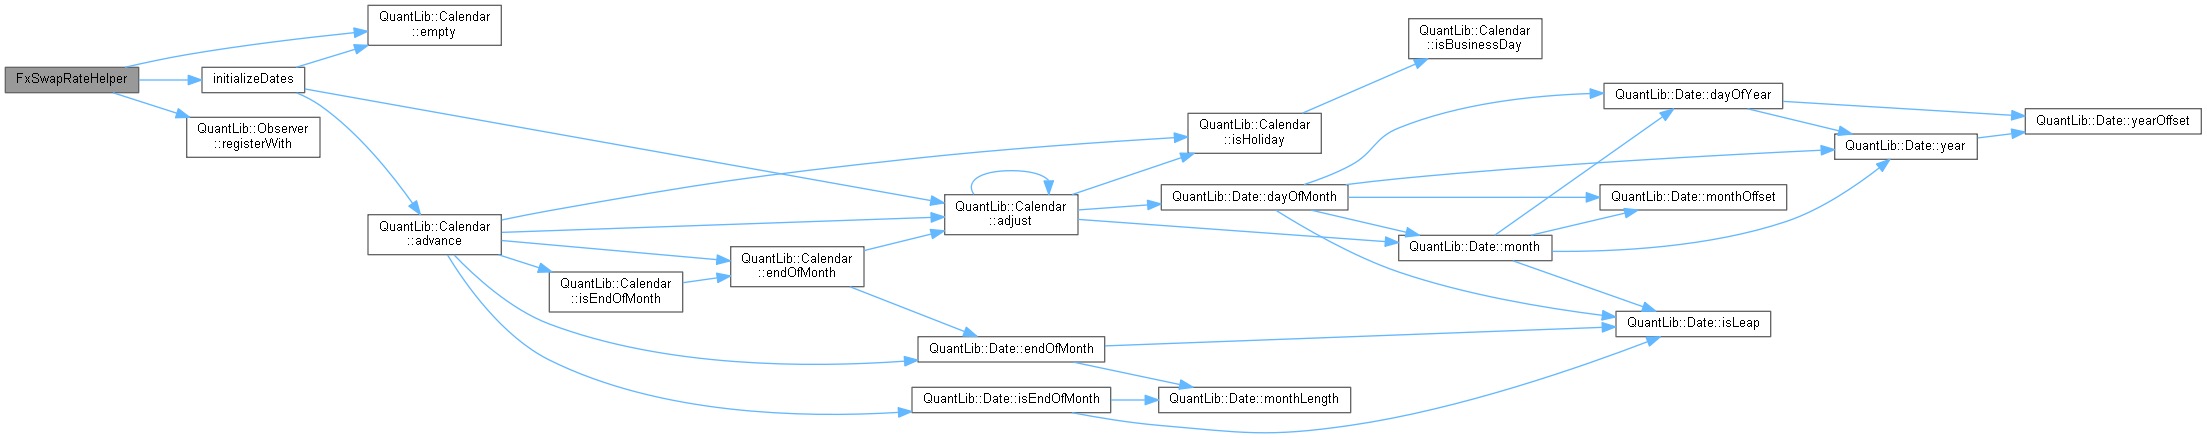 FxSwapRateHelper
QuantLib::Calendar
::empty
initializeDates
QuantLib::Observer
::registerWith
QuantLib::Calendar
::advance
QuantLib::Calendar
::isEndOfMonth
QuantLib::Calendar
::endOfMonth
QuantLib::Calendar
::adjust
QuantLib::Date::endOfMonth
QuantLib::Date::isEndOfMonth
QuantLib::Calendar
::isHoliday
QuantLib::Date::dayOfMonth
QuantLib::Date::monthLength
QuantLib::Calendar
::isBusinessDay
QuantLib::Date::month
QuantLib::Date::dayOfYear
QuantLib::Date::monthOffset
QuantLib::Date::isLeap
QuantLib::Date::year
QuantLib::Date::yearOffset